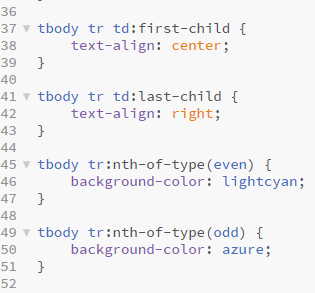 36
37 ▼ tbody tr td:first-child {
38     text-align: center;
39 }
40
41 ▼ tbody tr td:last-child {
42     text-align: right;
43 }
44
45 ▼ tbody tr:nth-of-type(even) {
46     background-color: lightcyan;
47 }
48
49 ▼ tbody tr:nth-of-type(odd) {
50     background-color: azure;
51 }
52